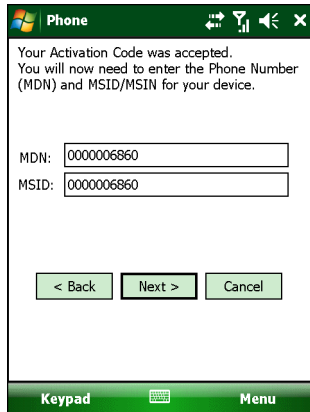 Phone
Your Activation Code was accepted.
You will now need to enter the Phone Number
(MDN) and MSID/MSIN for your device.
MDN: 0000006860
MSID: 0000006860
< Back Next > Cancel
Keypad Menu